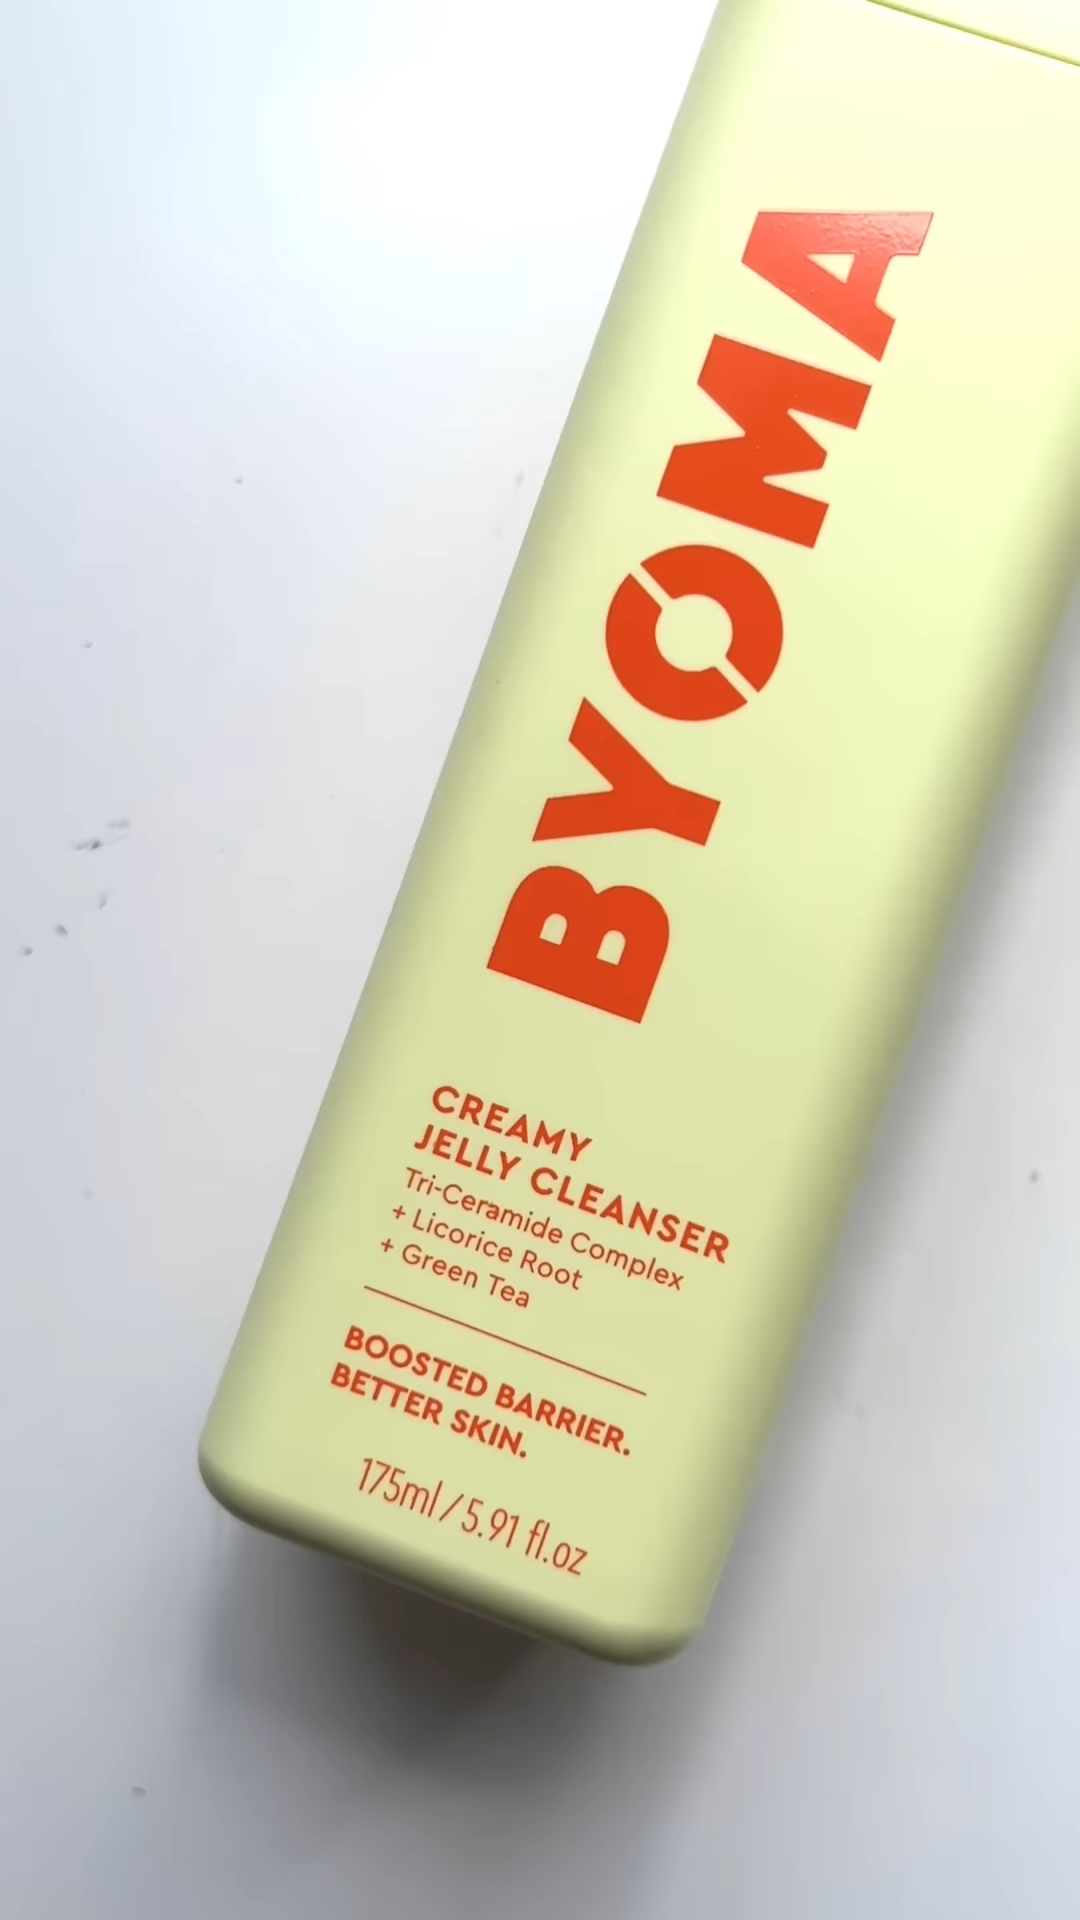 BYOMA
CREAMY
JELLY CLEANSER
Tri-Ceramide Complex
+ Licorice Root
+ Green Tea
BOOSTED BARRIER.
BETTER SKIN.
175ml / 5.91 fl.oz